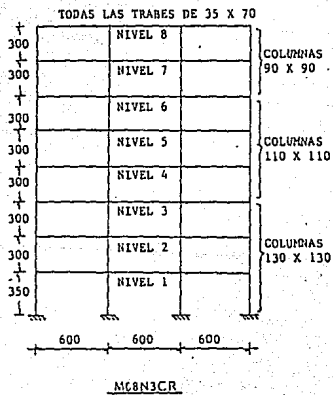 TODAS LAS TRABES DE 35 X 70
300
NIVEL 8
COLUMNAS
90 X 90
300
NIVEL 7
300
NIVEL 6
COLUMNAS
110 X 110
300
NIVEL 5
300
NIVEL 4
300
NIVEL 3
COLUMNAS
130 X 130
300
NIVEL 2
350
NIVEL 1
600 600 600
MC8N3CR